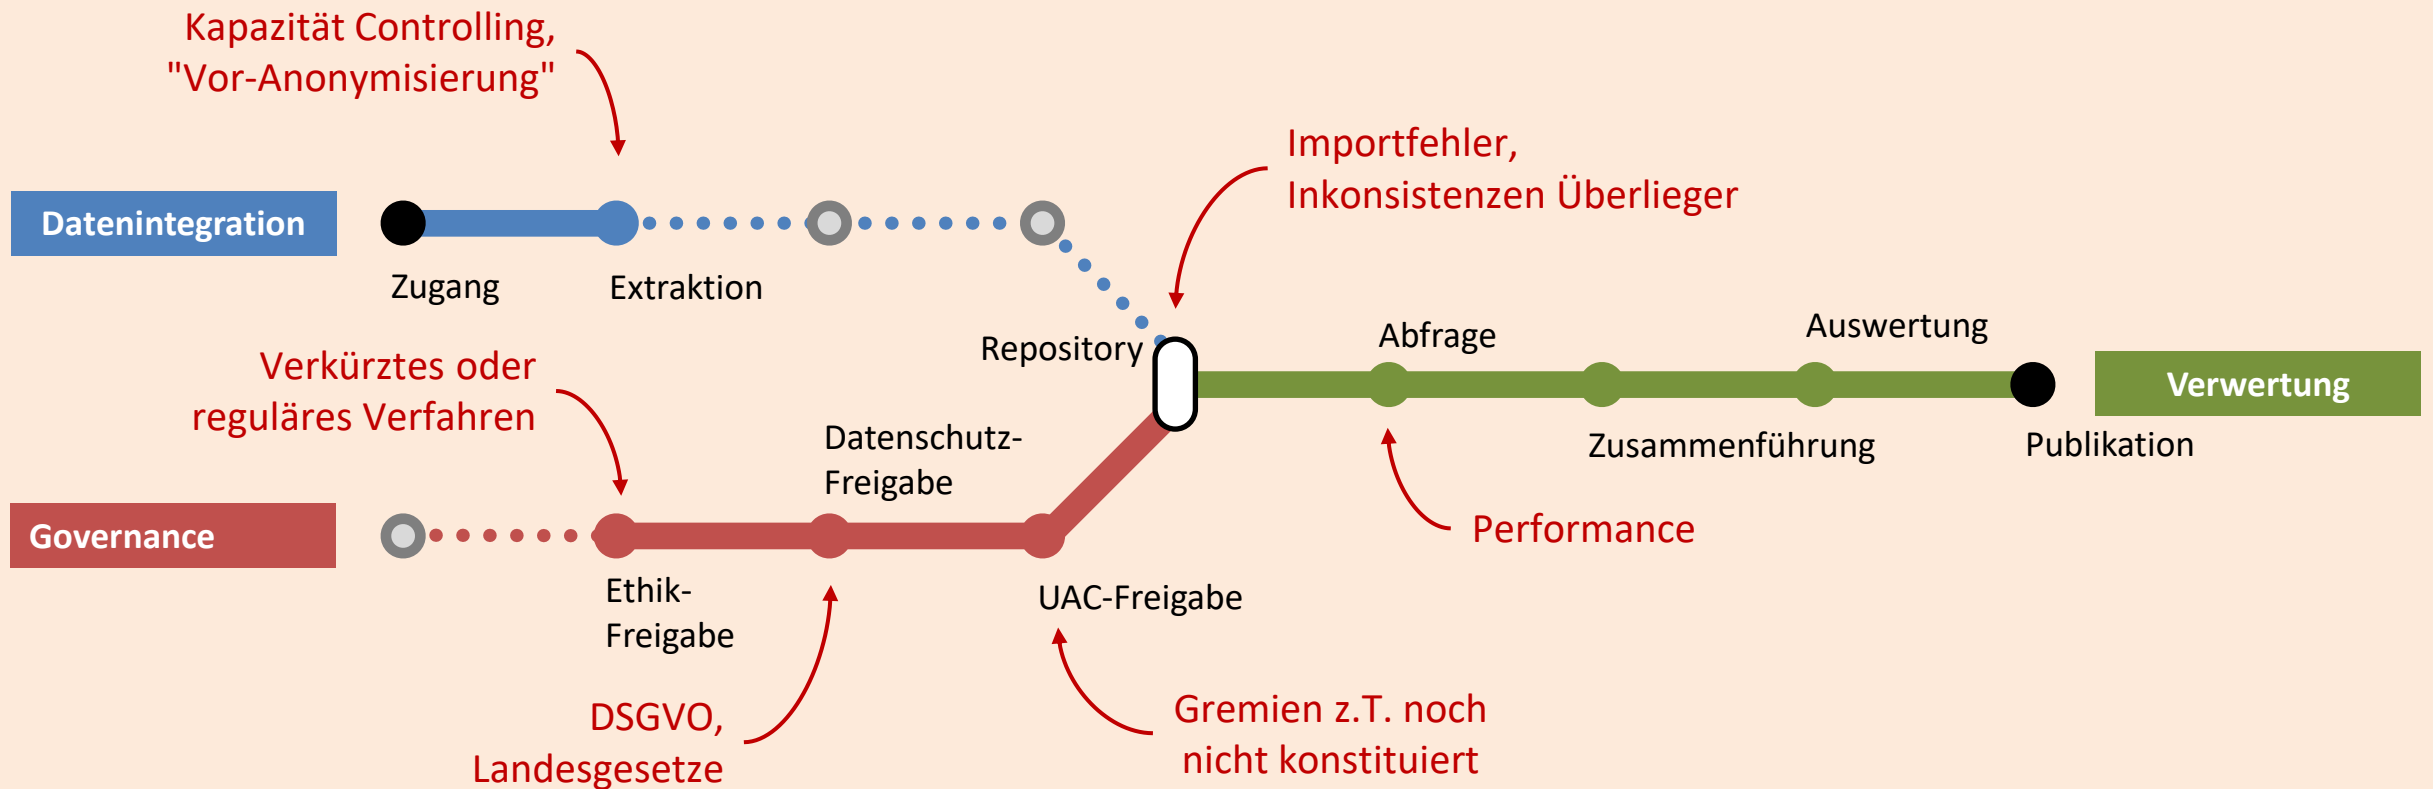 Kapazität Controlling,
"Vor-Anonymisierung"
Importfehler,
Inkonsistenzen Überlieger
Datenintegration
Zugang
Extraktion
Repository
Abfrage
Auswertung
Verwertung
Zusammenführung
Publikation
Verkürztes oder
reguläres Verfahren
Datenschutz-
Freigabe
Performance
Governance
Ethik-
Freigabe
UAC-Freigabe
DSGVO,
Landesgesetze
Gremien z.T. noch
nicht konstituiert